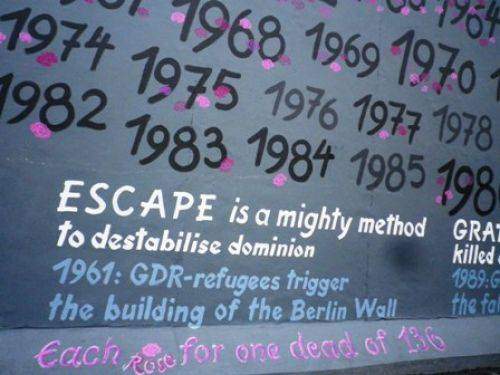 1968 1969 1970
1974 1975 1976 1977 1978
1982 1983 1984 1985 198
ESCAPE is a mighty method
to destabilise dominion
1961: GDR-refugees trigger
the building of the Berlin Wall
GRAT
killed
1989: G
the fa
Each Rose for one dead of 136